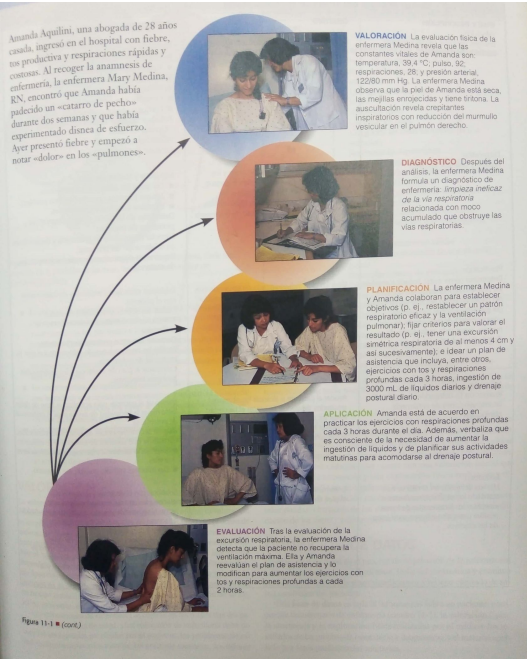 Amanda Aquilini, una abogada de 28 años
casada, ingresó en el hospital con fiebre,
tos productiva y respiraciones rápidas y
costosas. Al recoger la anamnesis de
enfermería, la enfermera Mary Medina,
RN, encontró que Amanda había
padecido un «catarro de pecho»
durante dos semanas y que había
experimentado disnea de esfuerzo.
Ayer presentó fiebre y empezó a
notar «dolor» en los «pulmones».
VALORACIÓN La evaluación física de la
enfermera Medina revela que las
constantes vitales de Amanda son:
temperatura, 39,4 °C; pulso, 92;
respiraciones, 28; y presión arterial,
122/80 mm Hg. La enfermera Medina
observa que la piel de Amanda está seca,
las mejillas enrojecidas y tiene tiritona. La
auscultación revela crepitantes
inspiratorios con reducción del murmullo
vesicular en el pulmón derecho.
DIAGNÓSTICO Después del
análisis, la enfermera Medina
formula un diagnóstico de
enfermería: limpieza ineficaz
de la vía respiratoria
relacionada con moco
acumulado que obstruye las
vías respiratorias.
PLANIFICACIÓN La enfermera Medina
y Amanda colaboran para establecer
objetivos (p. ej., restablecer un patrón
respiratorio eficaz y la ventilación
pulmonar); fijar criterios para valorar el
resultado (p. ej., tener una excursión
simétrica respiratoria de al menos 4 cm y
así sucesivamente); e idear un plan de
asistencia que incluya, entre otros,
ejercicios con tos y respiraciones
profundas cada 3 horas, ingestión de
3000 mL de líquidos diarios y drenaje
postural diario.
APLICACIÓN Amanda está de acuerdo en
practicar los ejercicios con respiraciones profundas
cada 3 horas durante el día. Además, verbaliza que
es consciente de la necesidad de aumentar la
ingestión de líquidos y de planificar sus actividades
matutinas para acomodarse al drenaje postural.
EVALUACIÓN Tras la evaluación de la
excursión respiratoria, la enfermera Medina
detecta que la paciente no recupera la
ventilación máxima. Ella y Amanda
reevalúan el plan de asistencia y lo
modifican para aumentar los ejercicios con
tos y respiraciones profundas a cada
2 horas.
Figura 11-1 ■ (cont.)